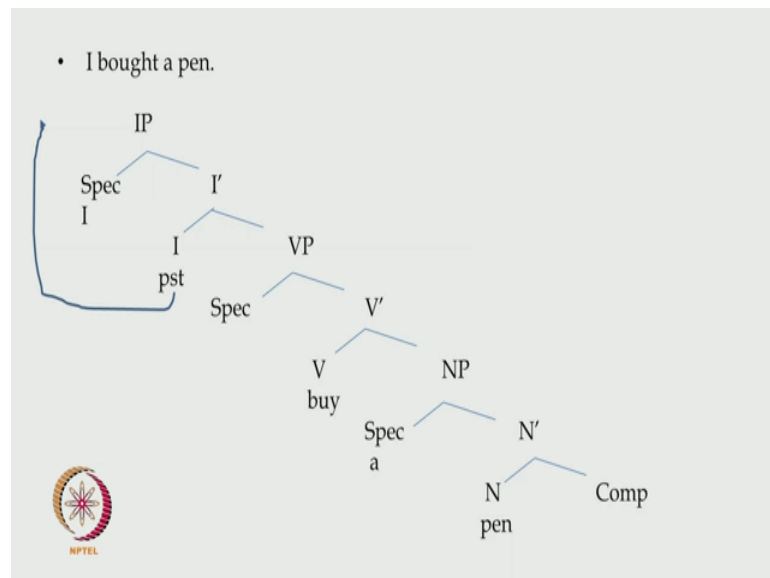 • I bought a pen.
IP
Spec I′
I
I VP
pst
Spec V′
V NP
buy
Spec N′
a
N Comp
pen
NPTEL